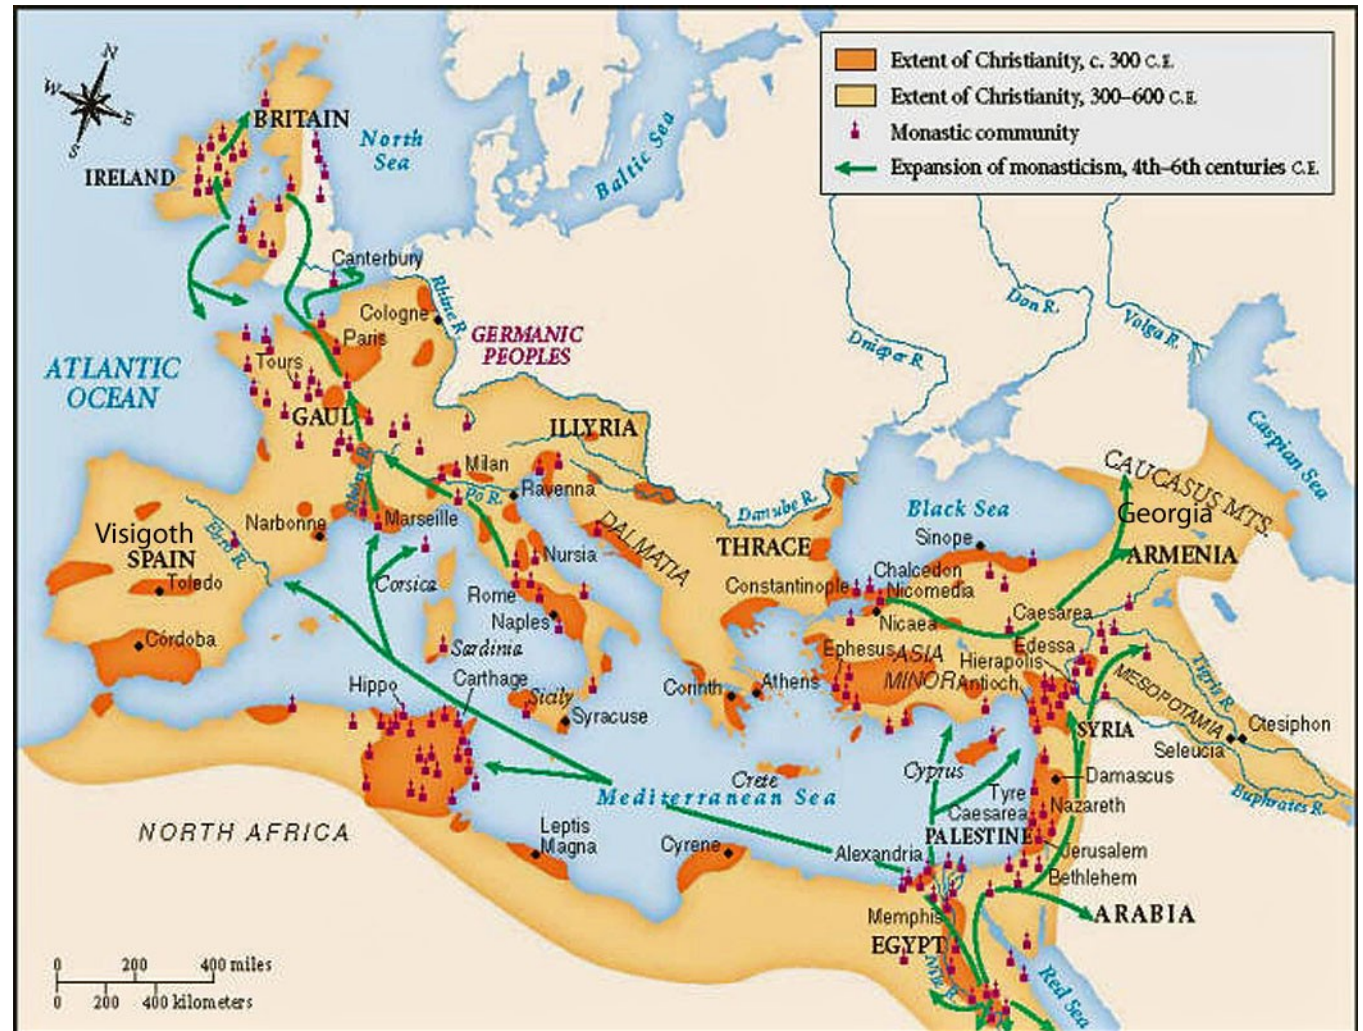 Extent of Christianity, c. 300 C.E.
Extent of Christianity, 300–600 C.E.
Monastic community
Expansion of monasticism, 4th–6th centuries C.E.
N
W
E
S
BRITAIN
North
Sea
Baltic Sea
IRELAND
Canterbury
Rhine R.
Cologne
GERMANIC
PEOPLES
Don R.
Volga R.
Dnieper R.
Paris
ATLANTIC
OCEAN
Tours
GAUL
ILLYRIA
Caspian Sea
Rhône R.
Milan
Po R.
Ravenna
CAUCASUS MTS.
Danube R.
Black Sea
Georgia
Visigoth
SPAIN
Ebro R.
Narbonne
Marseille
DALMATIA
THRACE
Sinope
ARMENIA
Nursia
Toledo
Corsica
Rome
Constantinople
Chalcedon
Nicomedia
Naples
Nicaea
Caesarea
Córdoba
Sardinia
Ephesus
ASIA
MINOR
Edessa
Hierapolis
Antioch
MESOPOTAMIA
Tigris R.
Hippo
Carthage
Sicily
Syracuse
Corinth
Athens
SYRIA
Ctesiphon
Seleucia
Crete
Cyprus
Damascus
Euphrates R.
Mediterranean Sea
Tyre
Caesarea
Nazareth
NORTH AFRICA
Leptis
Magna
Cyrene
Alexandria
PALESTINE
Jerusalem
Bethlehem
Memphis
ARABIA
EGYPT
Nile R.
Red Sea
0 200 400 miles
0 200 400 kilometers